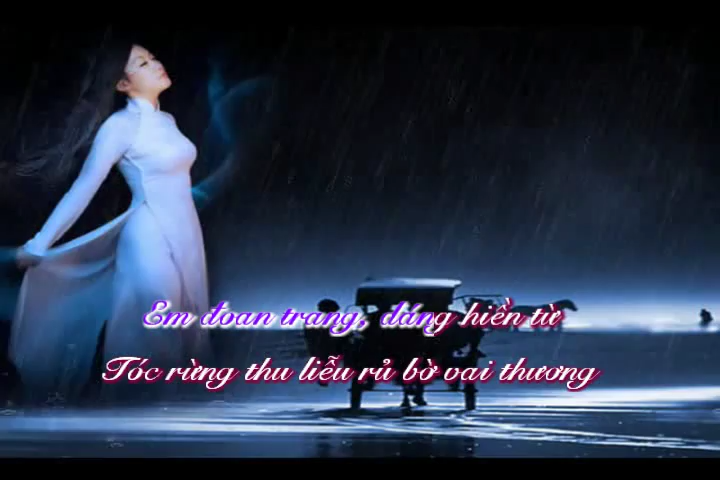 Em đoan trang, dáng hiền từ
Tóc rừng thu liễu rủ bờ vai thương